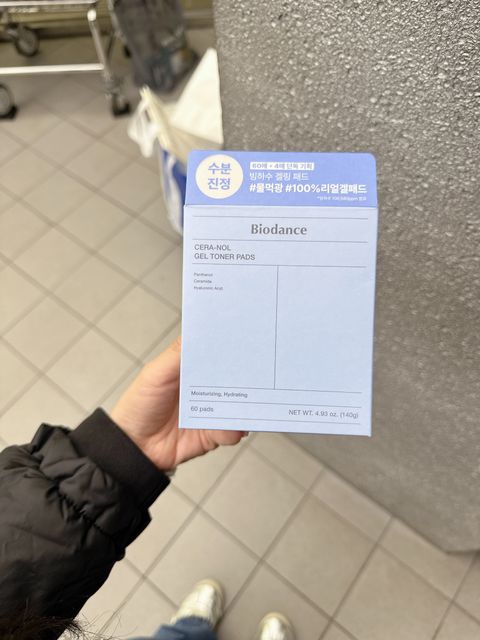 수분
진정
60매 + 4매 단독 기획
빙하수 겔링 패드
#물먹광 #100%리얼겔패드
Biodance
CERA-NOL
GEL TONER PADS
Panthenol
Ceramide
Hyaluronic Acid
Moisturizing, Hydrating
60 pads
NET WT. 4.93 oz. (140g)